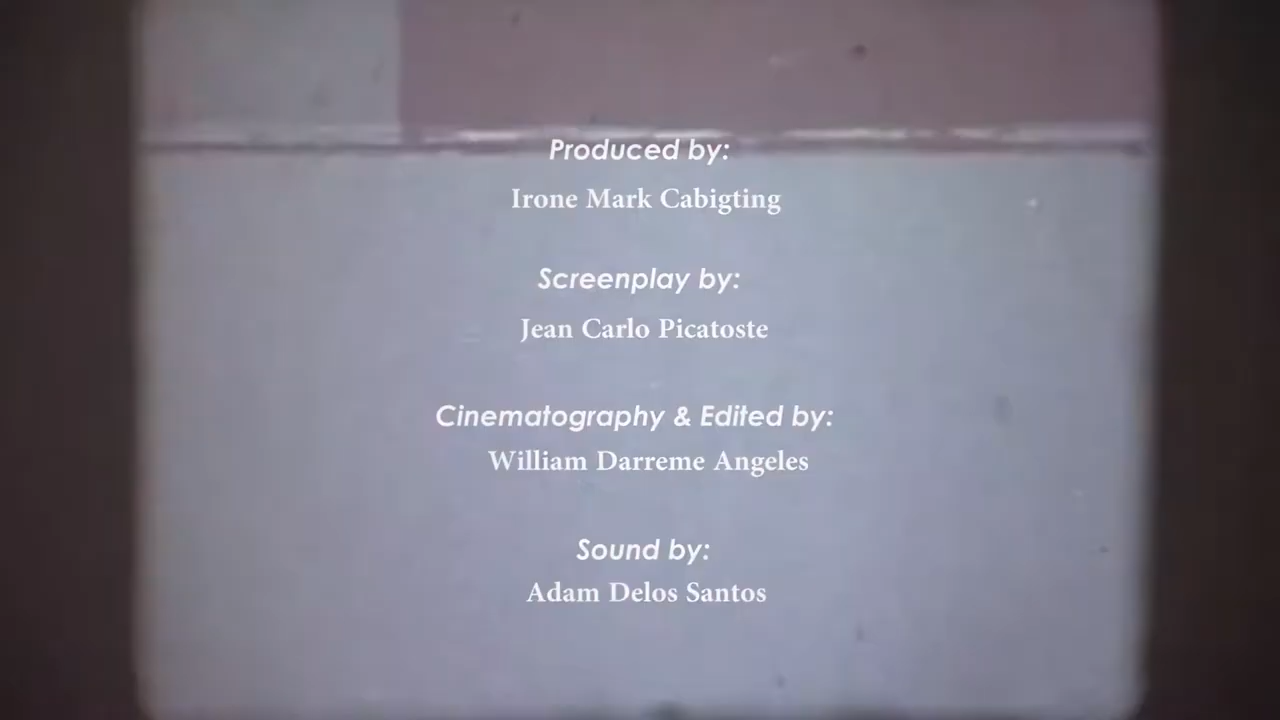 Produced by:
Irone Mark Cabigting
Screenplay by:
Jean Carlo Picatoste
Cinematography & Edited by:
William Darreme Angeles
Sound by:
Adam Delos Santos